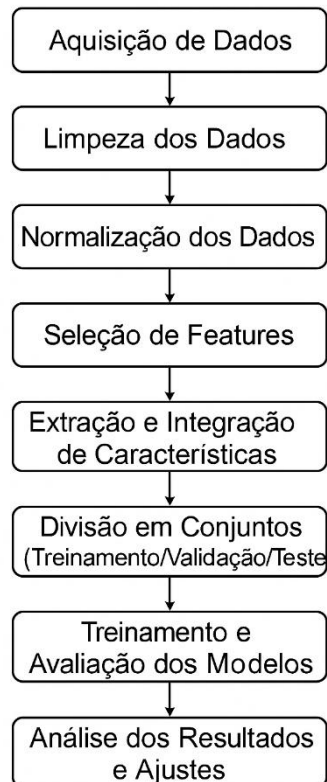 Aquisição de Dados
Limpeza dos Dados
Normalização dos Dados
Seleção de Features
Extração e Integração
de Características
Divisão em Conjuntos
(Treinamento/Validação/Teste
Treinamento e
Avaliação dos Modelos
Análise dos Resultados
e Ajustes